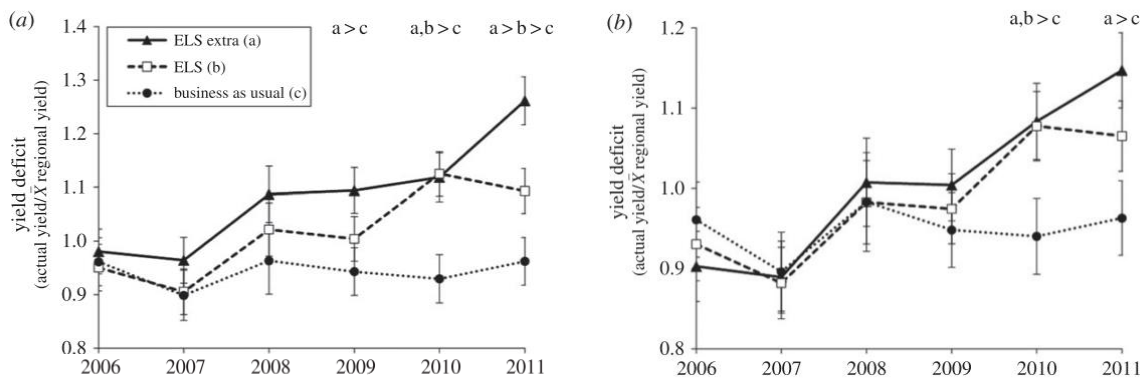 (a)
1.4
1.3
1.2
1.1
1.0
0.9
0.8
yield deficit
(actual yield/X̄ regional yield)
ELS extra (a)
ELS (b)
business as usual (c)
a > c
a,b > c
a > b > c
2006 2007 2008 2009 2010 2011
(b)
1.2
1.1
1.0
0.9
0.8
yield deficit
(actual yield/X̄ regional yield)
a,b > c
a > c
2006 2007 2008 2009 2010 2011